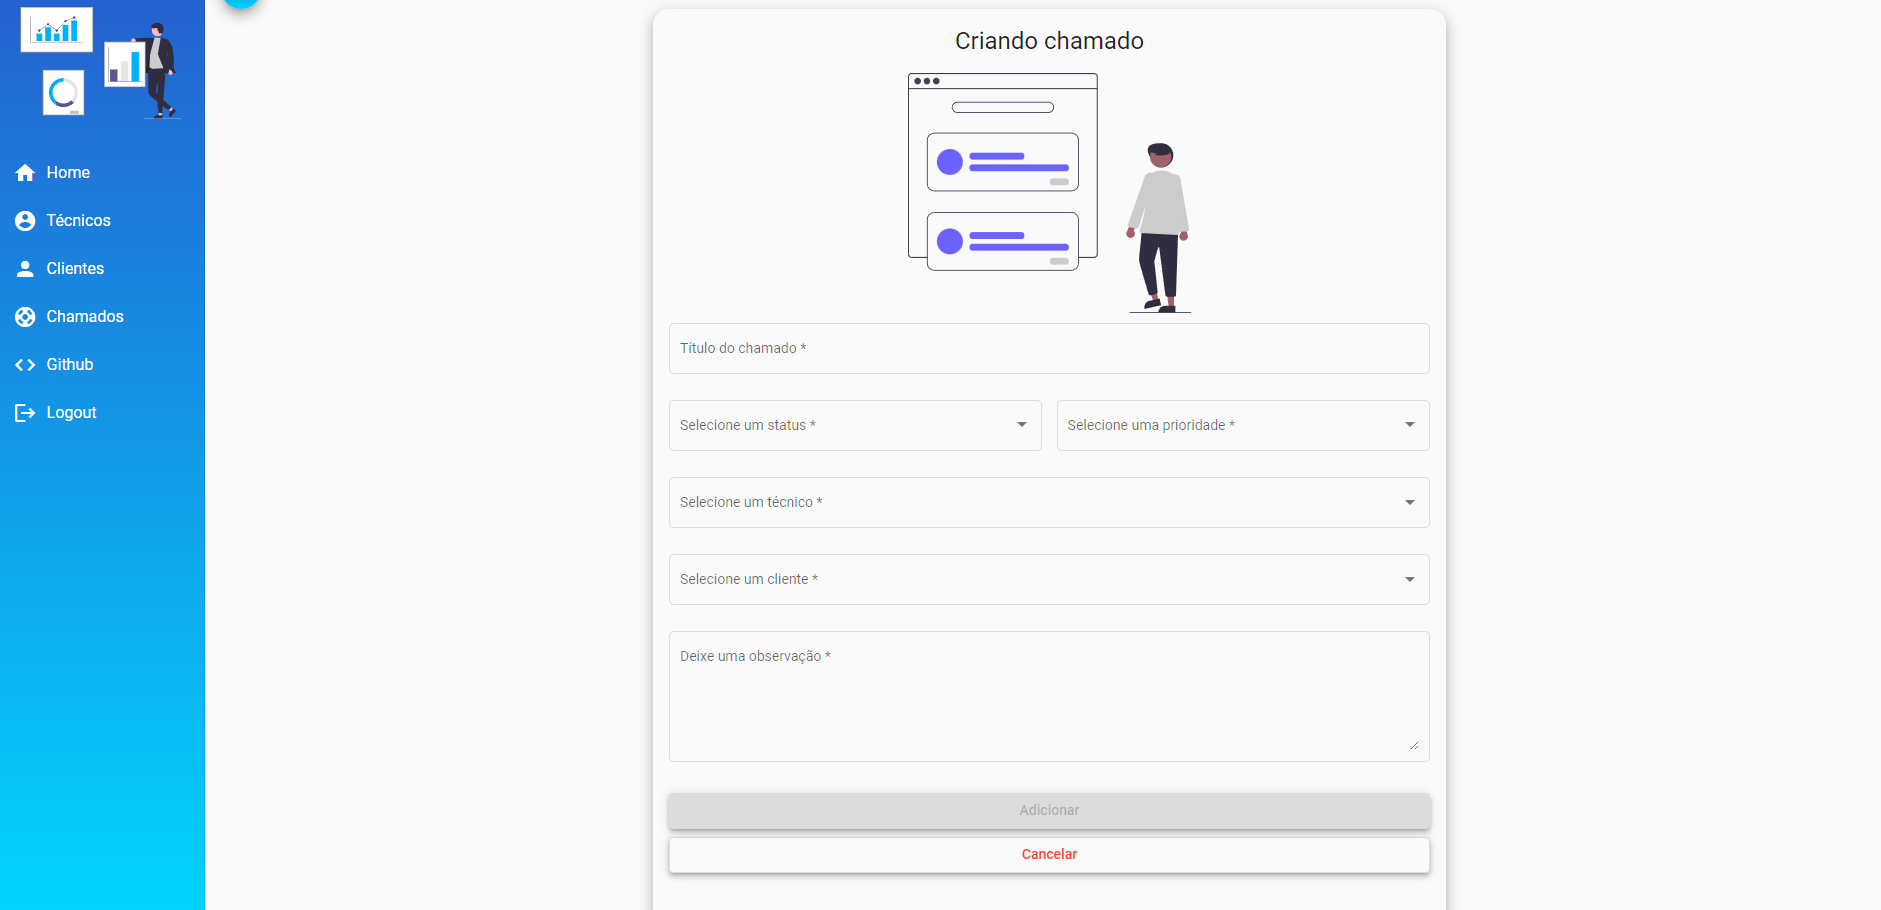 Home
Técnicos
Clientes
Chamados
Github
Logout
Criando chamado
Título do chamado *
Selecione um status *
Selecione uma prioridade *
Selecione um técnico *
Selecione um cliente *
Deixe uma observação *
Adicionar
Cancelar